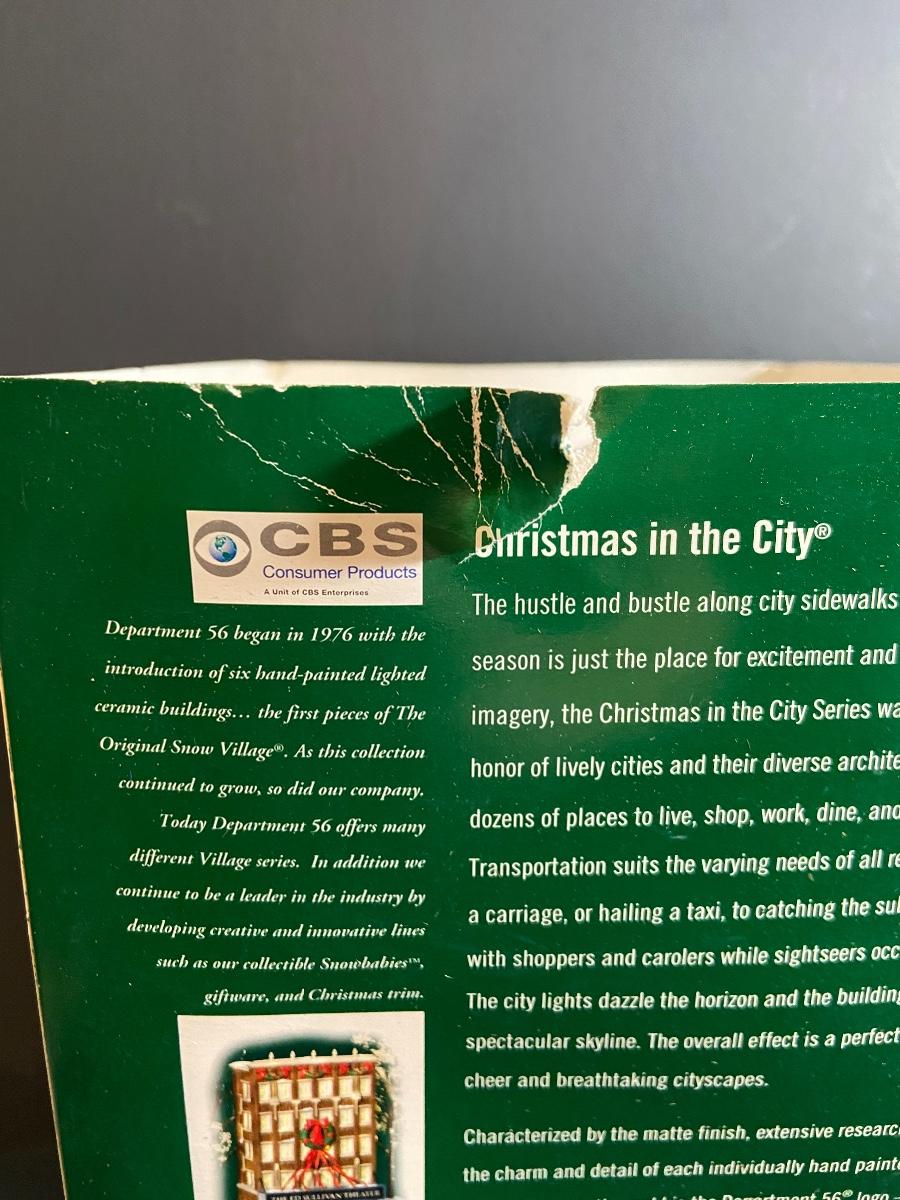 CBS
Consumer Products
A Unit of CBS Enterprises
Department 56 began in 1976 with the
introduction of six hand-painted lighted
ceramic buildings... the first pieces of The
Original Snow Village®. As this collection
continued to grow, so did our company.
Today Department 56 offers many
different Village series. In addition we
continue to be a leader in the industry by
developing creative and innovative lines
such as our collectible Snowbabies™,
giftware, and Christmas trim.
THE ED SULLIVAN THEATER
Christmas in the City®
The hustle and bustle along city sidewalks
season is just the place for excitement and
imagery, the Christmas in the City Series wa
honor of lively cities and their diverse archite
dozens of places to live, shop, work, dine, and
Transportation suits the varying needs of all re
a carriage, or hailing a taxi, to catching the su
with shoppers and carolers while sightseers occ
The city lights dazzle the horizon and the building
spectacular skyline. The overall effect is a perfect
cheer and breathtaking cityscapes.
Characterized by the matte finish, extensive researc
the charm and detail of each individually hand painte
the Department 56® logo